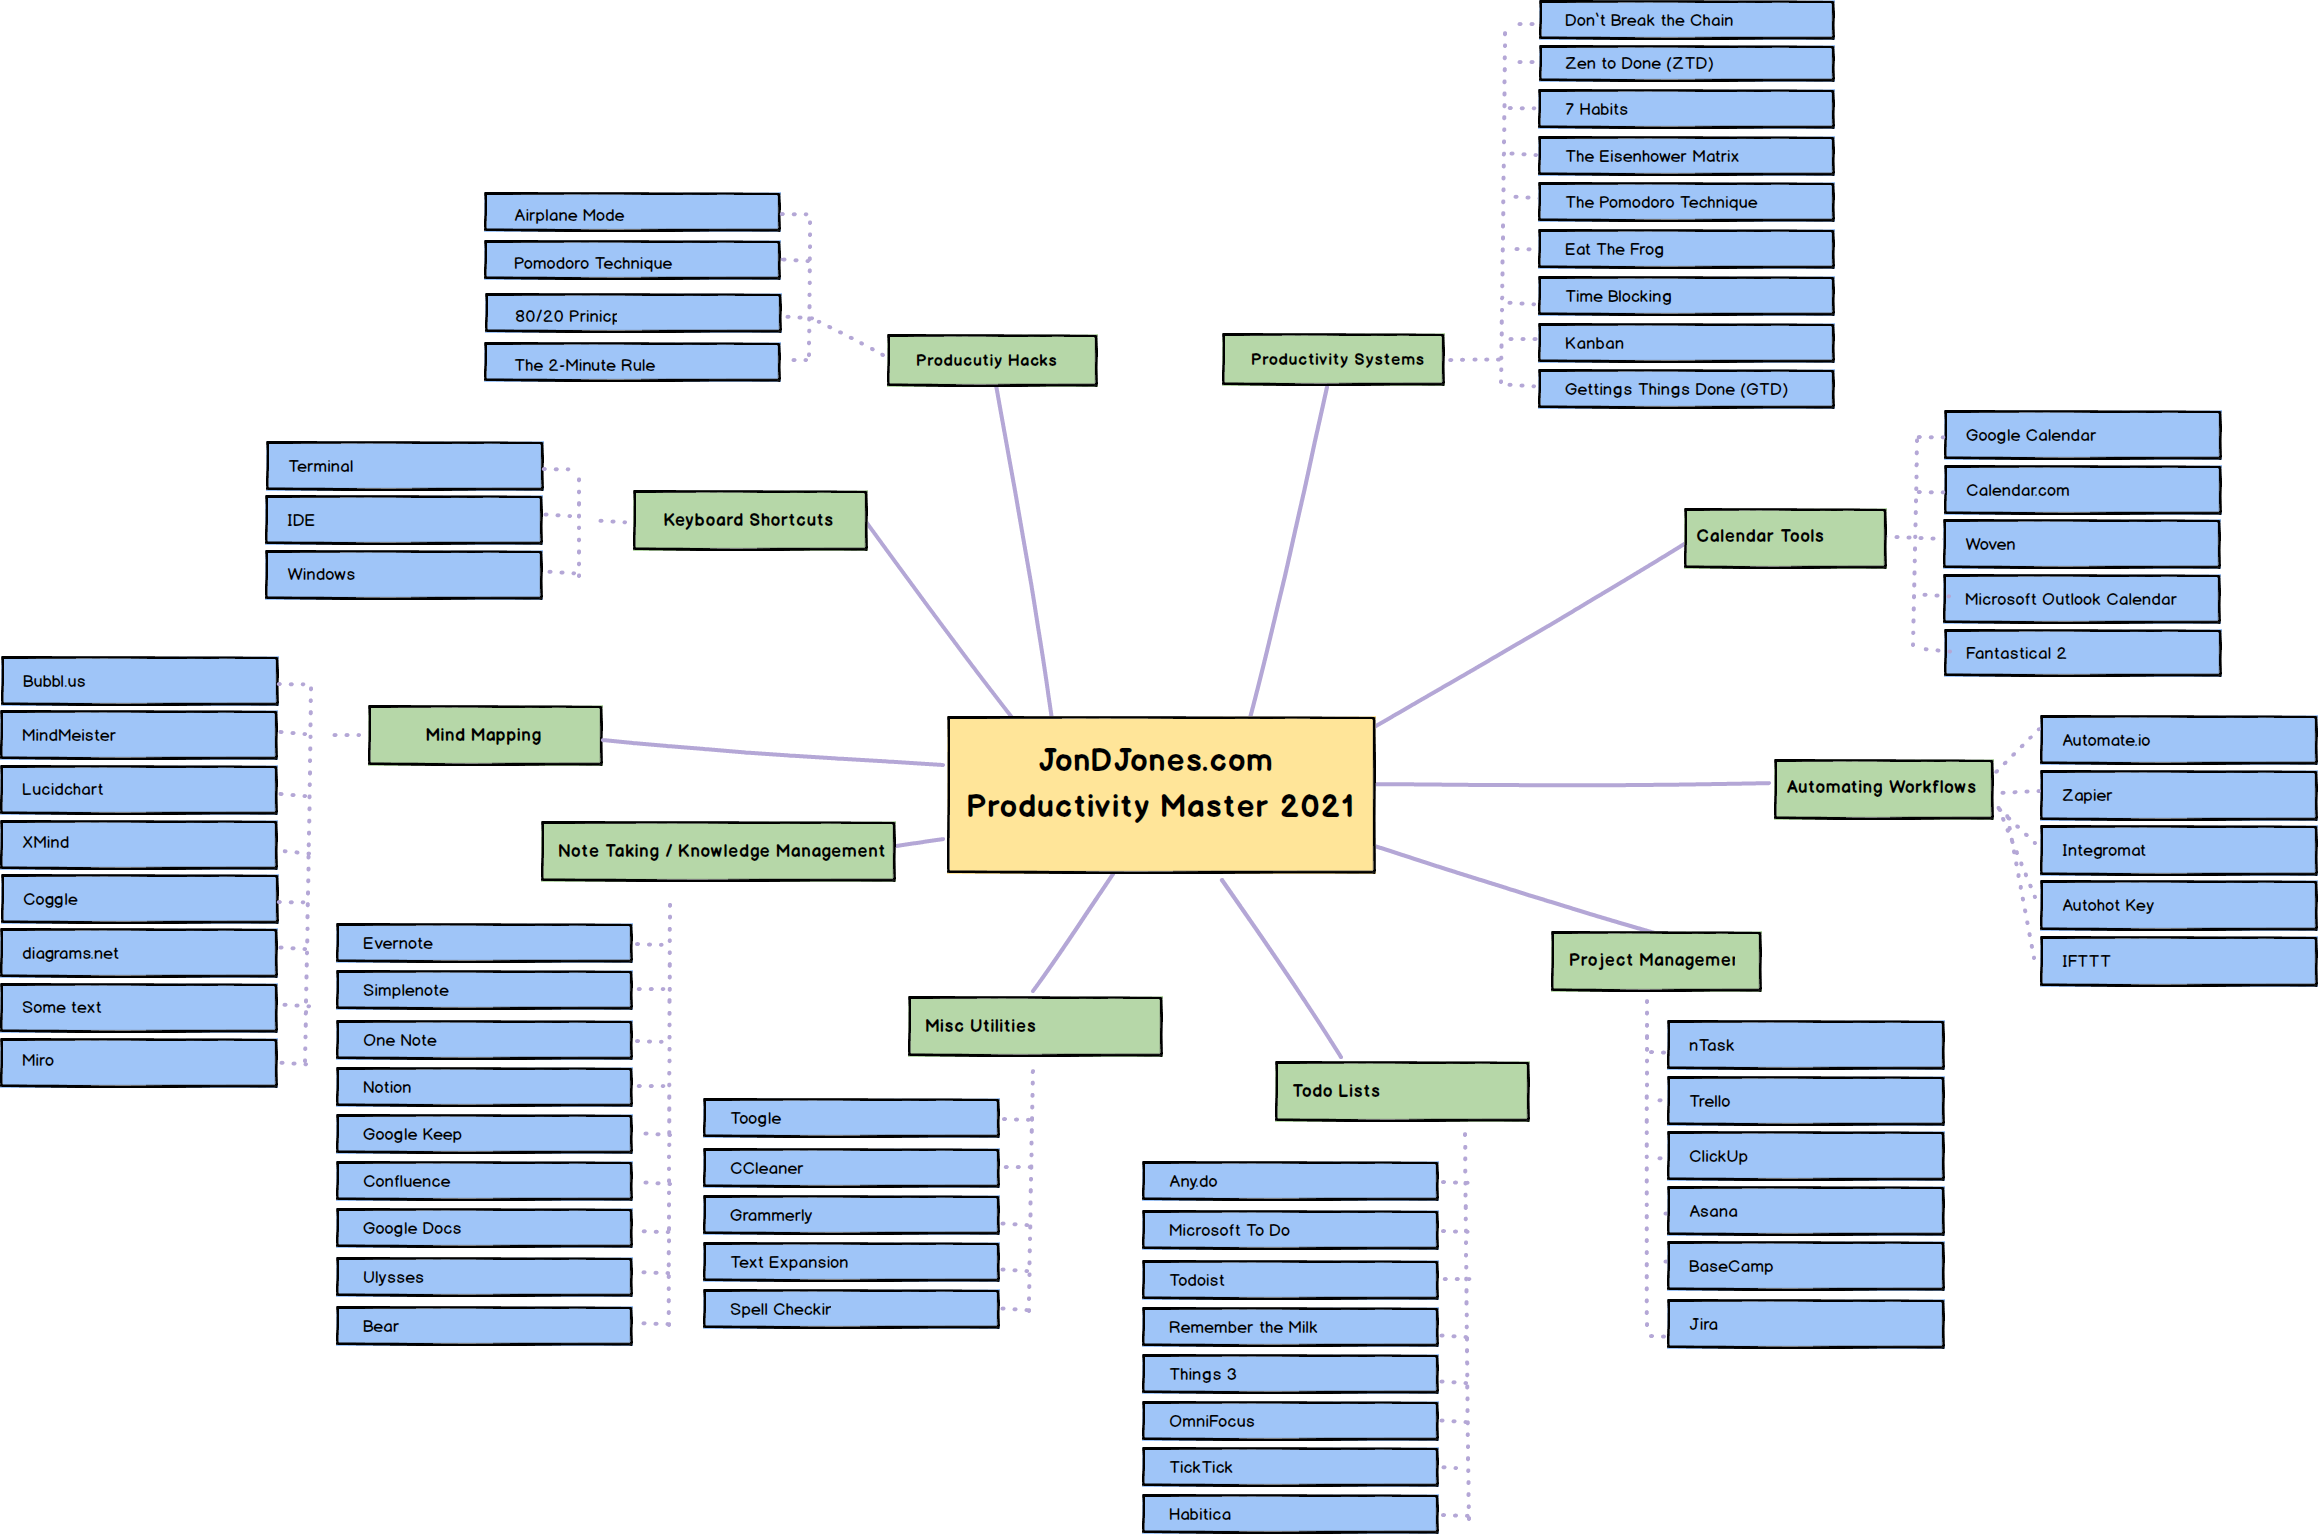 JonDJones.com
Productivity Master 2021
Producutiy Hacks
Airplane Mode
Pomodoro Technique
80/20 Prinicp
The 2-Minute Rule
Productivity Systems
Don`t Break the Chain
Zen to Done (ZTD)
7 Habits
The Eisenhower Matrix
The Pomodoro Technique
Eat The Frog
Time Blocking
Kanban
Gettings Things Done (GTD)
Keyboard Shortcuts
Terminal
IDE
Windows
Calendar Tools
Google Calendar
Calendar.com
Woven
Microsoft Outlook Calendar
Fantastical 2
Mind Mapping
Bubbl.us
MindMeister
Lucidchart
XMind
Coggle
diagrams.net
Some text
Miro
Automating Workflows
Automate.io
Zapier
Integromat
Autohot Key
IFTTT
Note Taking / Knowledge Management
Evernote
Simplenote
One Note
Notion
Google Keep
Confluence
Google Docs
Ulysses
Bear
Misc Utilities
Toogle
CCleaner
Grammerly
Text Expansion
Spell Checkir
Todo Lists
Any.do
Microsoft To Do
Todoist
Remember the Milk
Things 3
OmniFocus
TickTick
Habitica
Project Managemer
nTask
Trello
ClickUp
Asana
BaseCamp
Jira